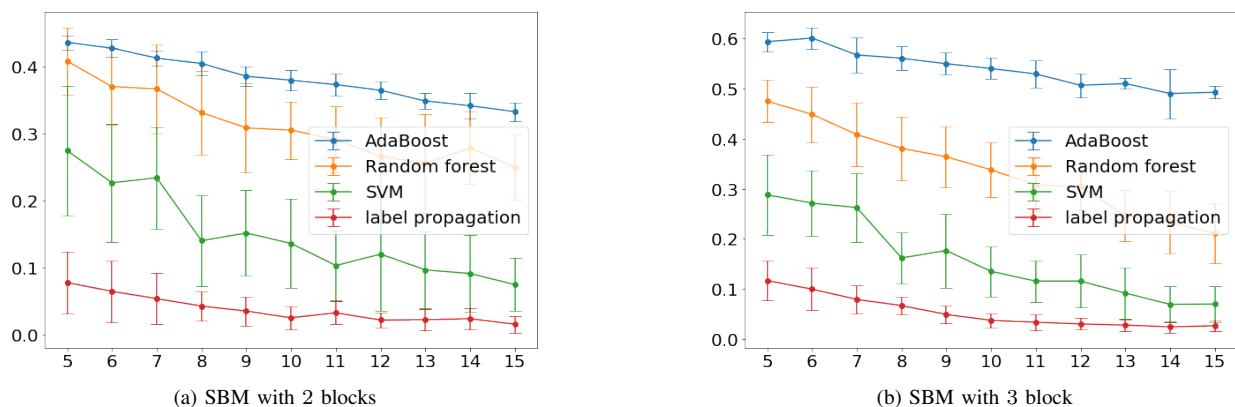 0.4
0.3
0.2
0.1
0.0
AdaBoost
Random forest
SVM
label propagation
5 6 7 8 9 10 11 12 13 14 15
(a) SBM with 2 blocks
0.6
0.5
0.4
0.3
0.2
0.1
0.0
AdaBoost
Random forest
SVM
label propagation
5 6 7 8 9 10 11 12 13 14 15
(b) SBM with 3 block